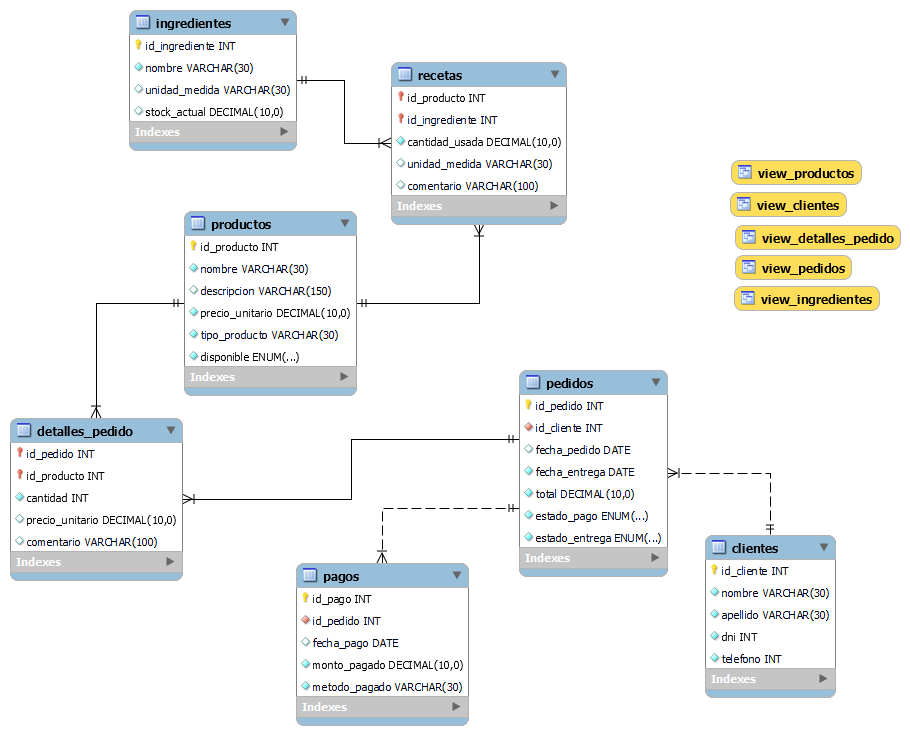 ingredientes
id_ingrediente INT
nombre VARCHAR(30)
unidad_medida VARCHAR(30)
stock_actual DECIMAL(10,0)
Indexes
recetas
id_producto INT
id_ingrediente INT
cantidad_usada DECIMAL(10,0)
unidad_medida VARCHAR(30)
comentario VARCHAR(100)
Indexes
view_productos
view_clientes
view_detalles_pedido
view_pedidos
view_ingredientes
productos
id_producto INT
nombre VARCHAR(30)
descripcion VARCHAR(150)
precio_unitario DECIMAL(10,0)
tipo_producto VARCHAR(30)
disponible ENUM(...)
Indexes
detalles_pedido
id_pedido INT
id_producto INT
cantidad INT
precio_unitario DECIMAL(10,0)
comentario VARCHAR(100)
Indexes
pedidos
id_pedido INT
id_cliente INT
fecha_pedido DATE
fecha_entrega DATE
total DECIMAL(10,0)
estado_pago ENUM(...)
estado_entrega ENUM(...)
Indexes
pagos
id_pago INT
id_pedido INT
fecha_pago DATE
monto_pagado DECIMAL(10,0)
metodo_pagado VARCHAR(30)
Indexes
clientes
id_cliente INT
nombre VARCHAR(30)
apellido VARCHAR(30)
dni INT
telefono INT
Indexes